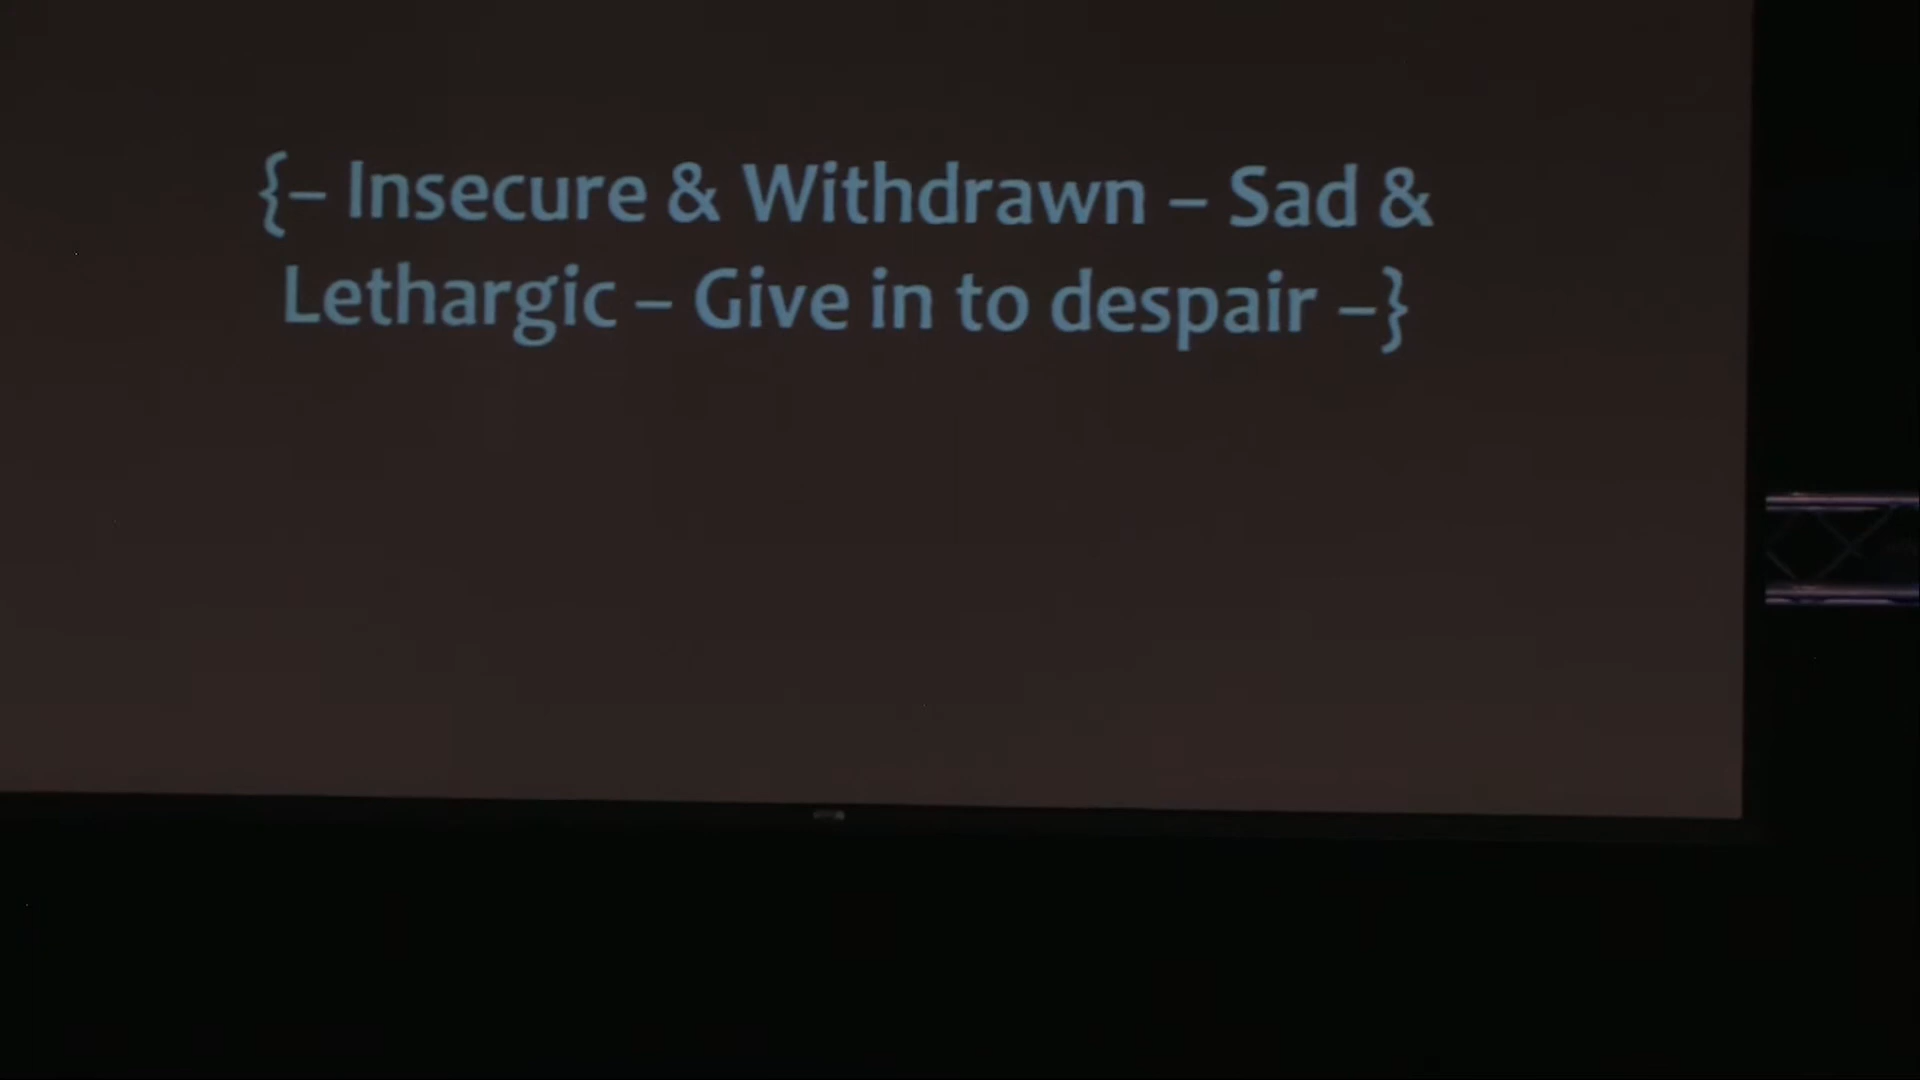 {– Insecure & Withdrawn – Sad &
Lethargic – Give in to despair –}